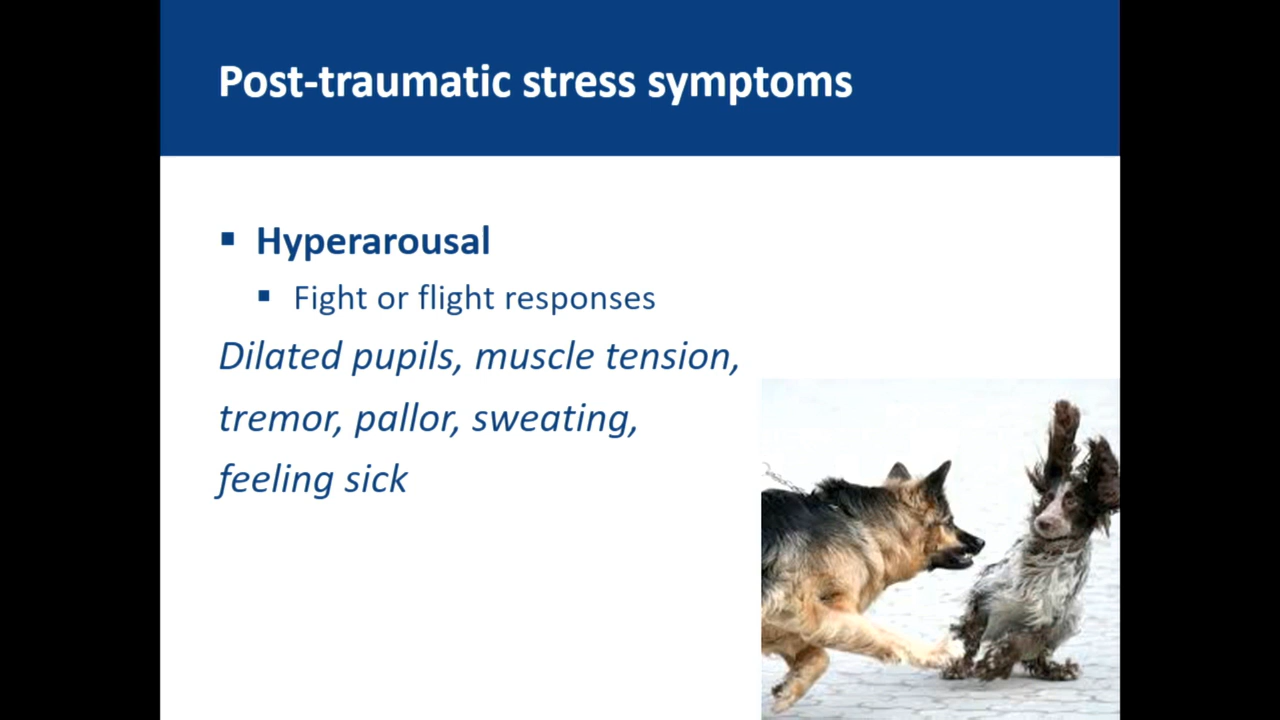 Post-traumatic stress symptoms
Hyperarousal
Fight or flight responses
Dilated pupils, muscle tension,
tremor, pallor, sweating,
feeling sick